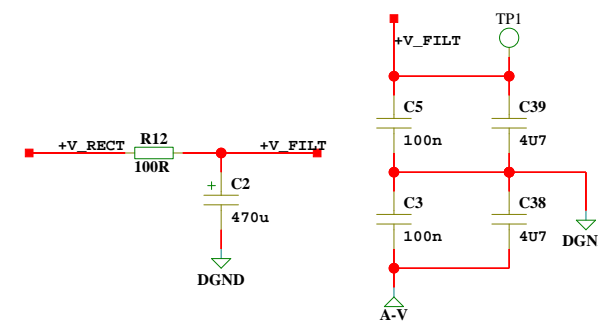 TP1
+V_FILT
C5
C39
100n
4U7
+V_RECT
R12
+V_FILT
100R
+
C2
470u
C3
C38
100n
4U7
DGN
DGND
A-V